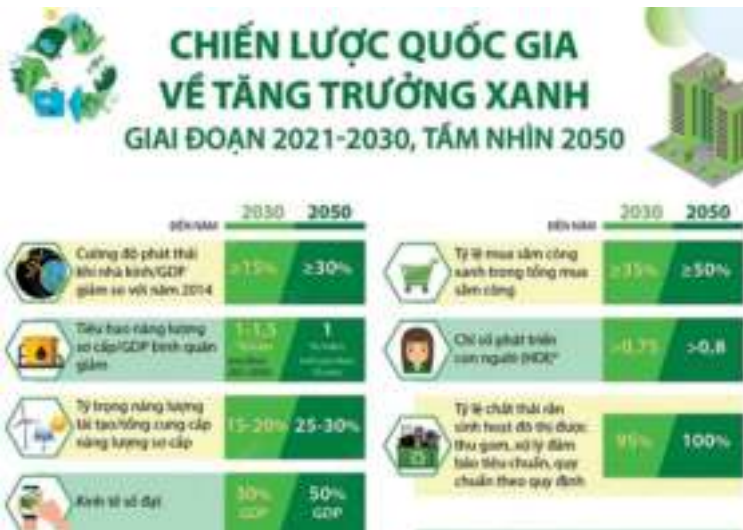 CHIẾN LƯỢC QUỐC GIA
VỀ TĂNG TRƯỞNG XANH
GIAI ĐOẠN 2021-2030, TẦM NHÌN 2050
ĐẾN NĂM 2030 2050
Cường độ phát thải
khí nhà kính/GDP
giảm so với năm 2014
≥15% ≥30%
Tiêu hao năng lượng
sơ cấp/GDP bình quân
giảm
1-1,5 1
Tỷ trọng năng lượng
tái tạo/tổng cung cấp
năng lượng sơ cấp
15-20% 25-30%
Kinh tế số đạt
30% 50%
GDP GDP
ĐẾN NĂM 2030 2050
Tỷ lệ mua sắm công
xanh trong tổng mua
sắm công
≥35% ≥50%
Chỉ số phát triển
con người (HDI)*
>0,75 >0,8
Tỷ lệ chất thải rắn
sinh hoạt đô thị được
thu gom, xử lý đảm
bảo tiêu chuẩn, quy
chuẩn theo quy định
95% 100%